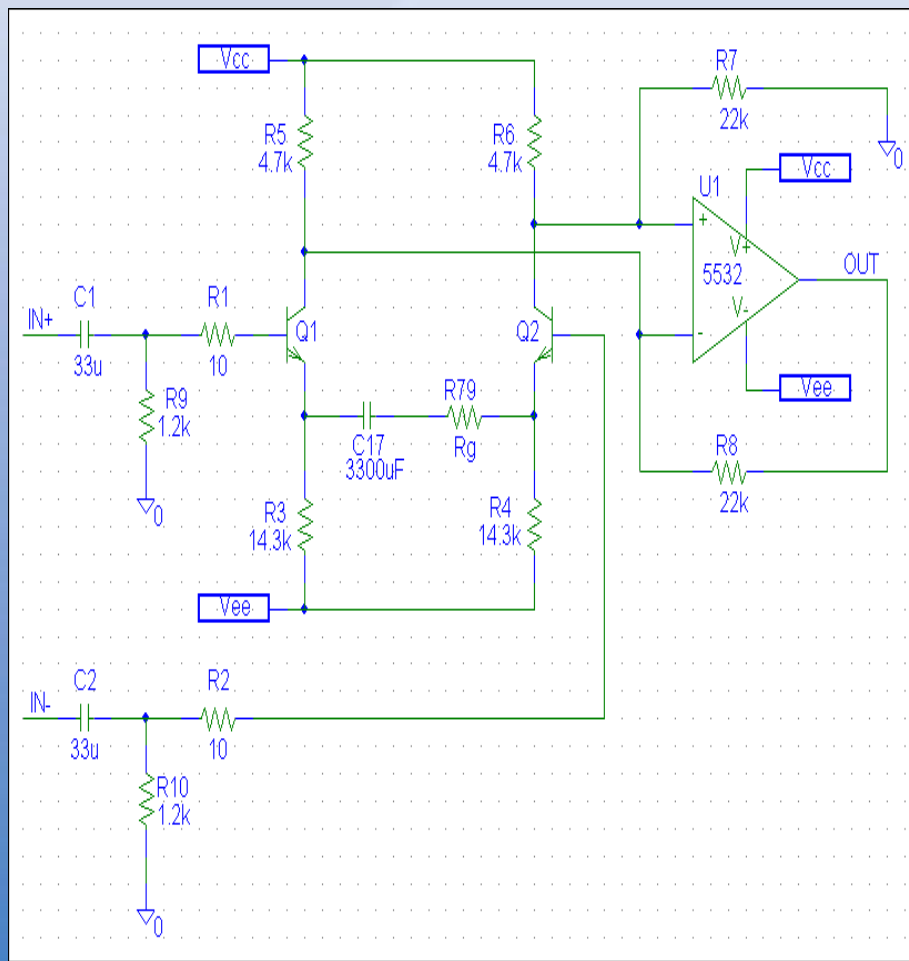 Vcc
R7
22k
0
R5
4.7k
R6
4.7k
Vcc
U1
+
V+
5532
V-
-
OUT
C1
IN+
33u
R1
10
Q1
Q2
R9
1.2k
0
C17
3300uF
R79
Rg
Vee
R8
22k
R3
14.3k
R4
14.3k
Vee
C2
IN-
33u
R2
10
R10
1.2k
0